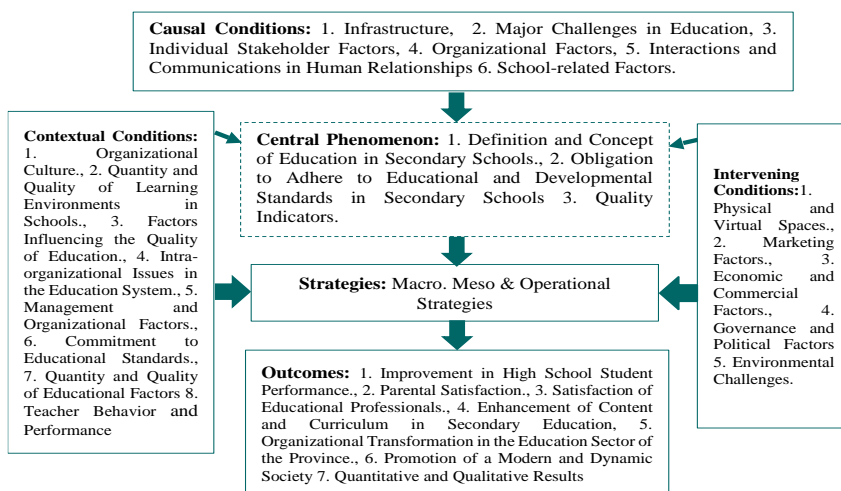 Causal Conditions: 1. Infrastructure, 2. Major Challenges in Education, 3.
Individual Stakeholder Factors, 4. Organizational Factors, 5. Interactions and
Communications in Human Relationships 6. School-related Factors.
Contextual Conditions:
1. Organizational
Culture., 2. Quantity and
Quality of Learning
Environments in
Schools., 3. Factors
Influencing the Quality
of Education., 4. Intra-
organizational Issues in
the Education System., 5.
Management and
Organizational Factors.,
6. Commitment to
Educational Standards.,
7. Quantity and Quality
of Educational Factors 8.
Teacher Behavior and
Performance
Central Phenomenon: 1. Definition and Concept
of Education in Secondary Schools., 2. Obligation
to Adhere to Educational and Developmental
Standards in Secondary Schools 3. Quality
Indicators.
Strategies: Macro. Meso & Operational
Strategies
Outcomes: 1. Improvement in High School Student
Performance., 2. Parental Satisfaction., 3. Satisfaction of
Educational Professionals., 4. Enhancement of Content
and Curriculum in Secondary Education, 5.
Organizational Transformation in the Education Sector of
the Province., 6. Promotion of a Modern and Dynamic
Society 7. Quantitative and Qualitative Results
Intervening
Conditions:1.
Physical and
Virtual Spaces.,
2. Marketing
Factors., 3.
Economic and
Commercial
Factors., 4.
Governance and
Political Factors
5. Environmental
Challenges.